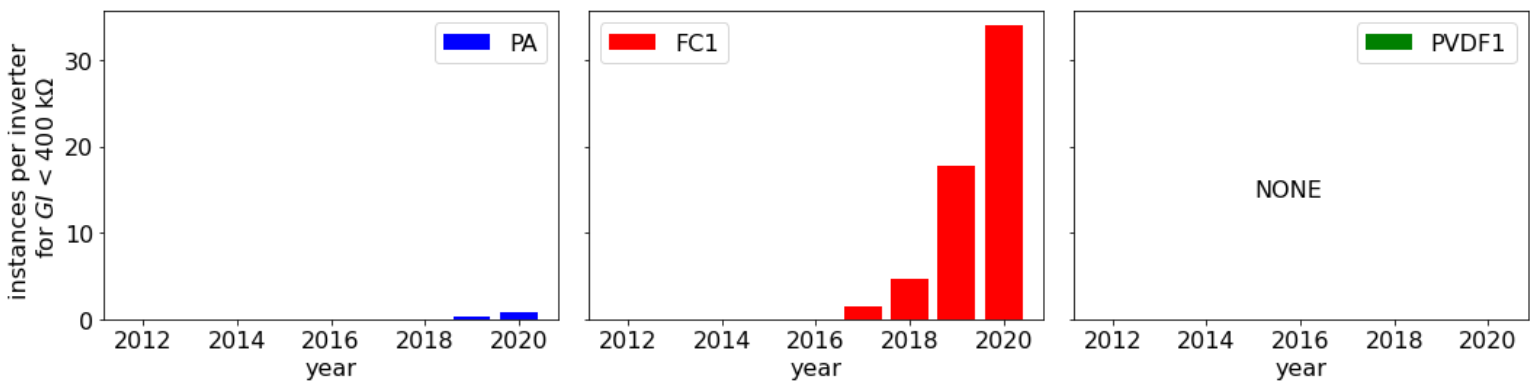 instances per inverter
for GI < 400 kΩ
30
20
10
0
PA
2012 2014 2016 2018 2020
year
FC1
2012 2014 2016 2018 2020
year
PVDF1
NONE
2012 2014 2016 2018 2020
year